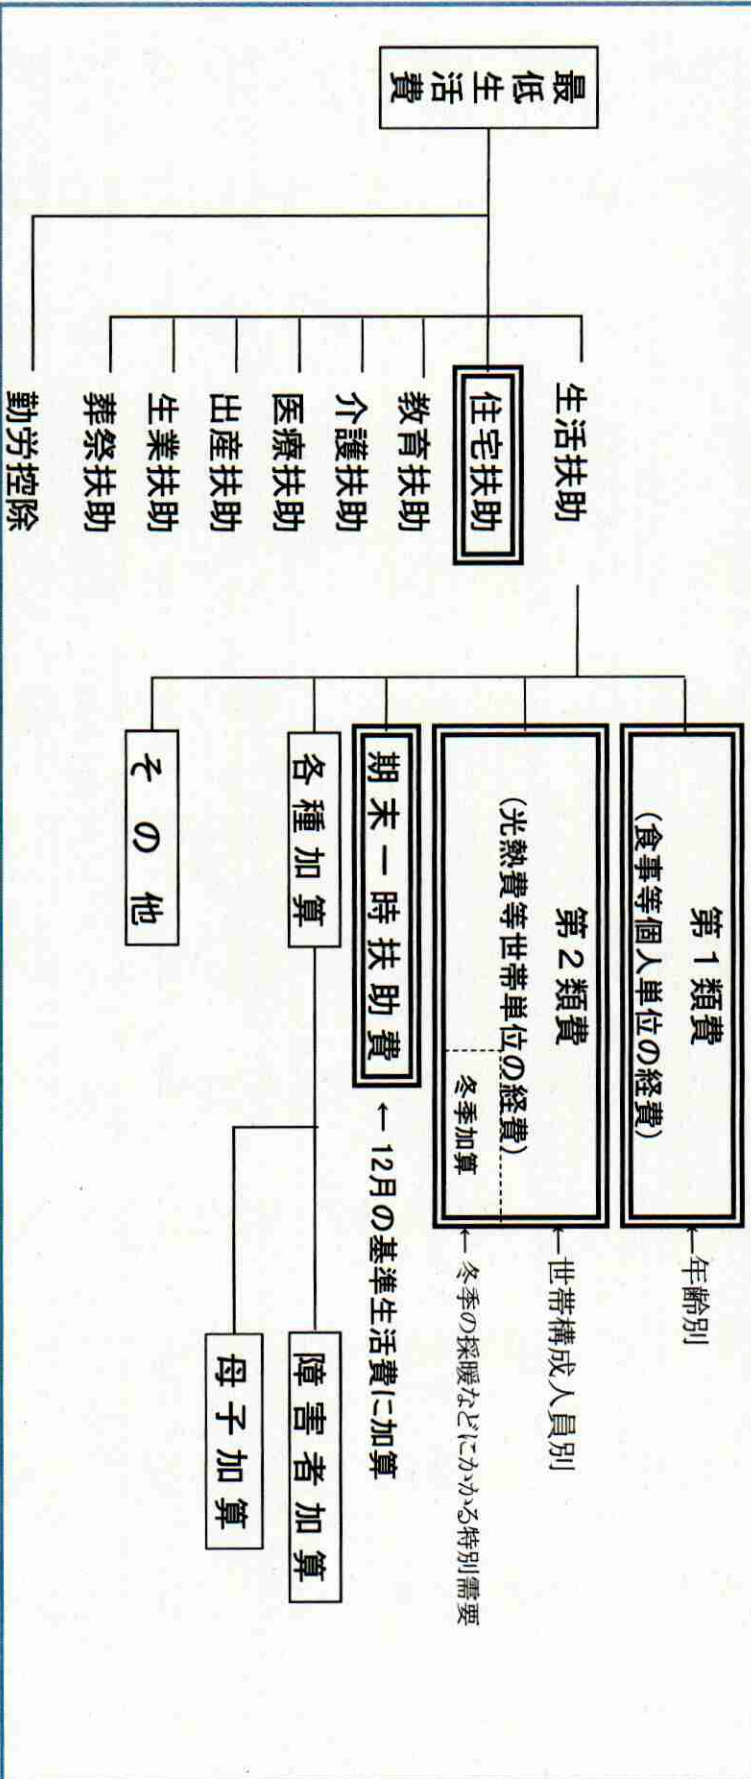 最低生活費
生活扶助
住宅扶助
教育扶助
介護扶助
医療扶助
出産扶助
生業扶助
葬祭扶助
勤労控除
第1類費
(食事等個人単位の経費)
←年齢別
第2類費
(光熱費等世帯単位の経費)
←世帯構成人員別
冬季加算
←冬季の採暖などにかかる特別需要
期末一時扶助費
←12月の基準生活費に加算
各種加算
障害者加算
母子加算
その他